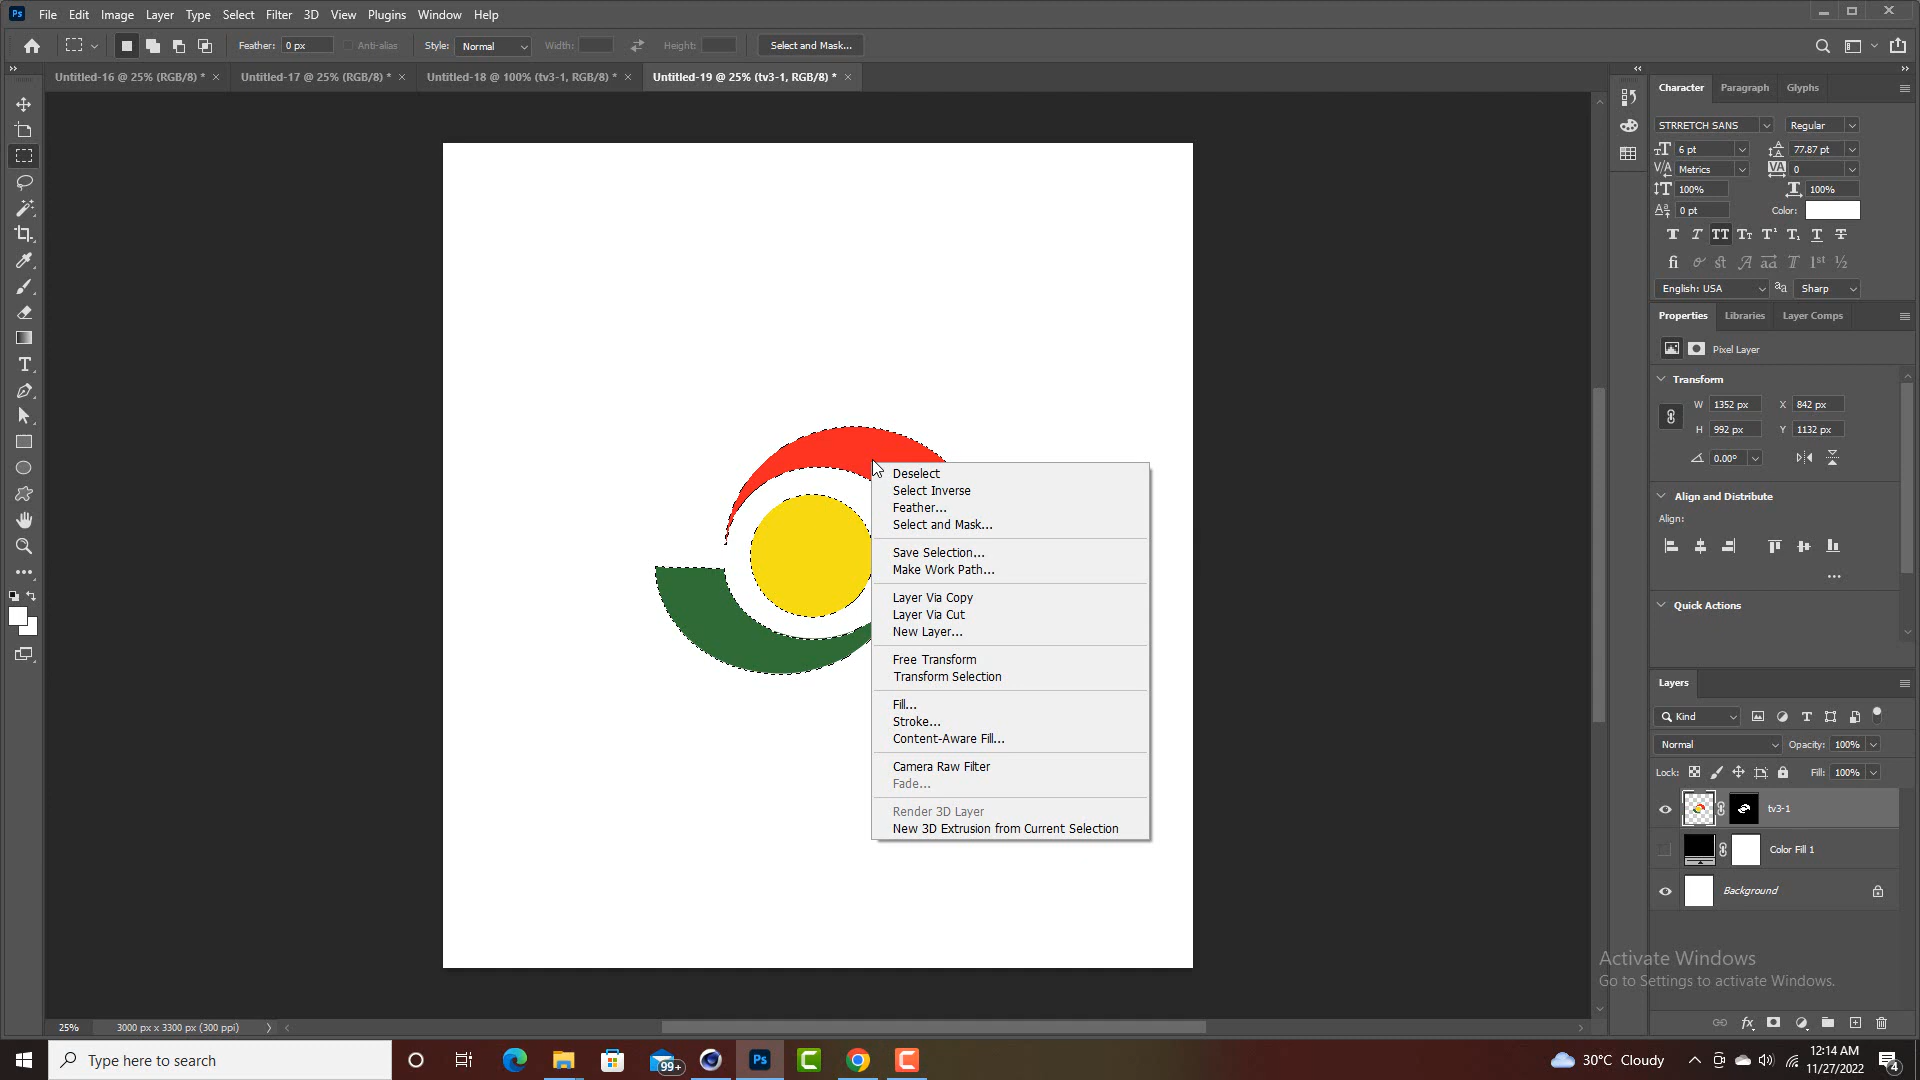 Ps File Edit Image Layer Type Select Filter 3D View Plugins Window Help
Feather: 0 px Anti-alias Style: Normal Width: Height: Select and Mask...
Untitled-16 @ 25% (RGB/8) * × Untitled-17 @ 25% (RGB/8) * × Untitled-18 @ 100% (tv3-1, RGB/8) * × Untitled-19 @ 25% (tv3-1, RGB/8) * ×
Character Paragraph Glyphs
STRRETCH SANS Regular
6 pt 77.87 pt
Metrics 0
100% 100%
0 pt Color:
English: USA Sharp
Properties Libraries Layer Comps
Pixel Layer
Transform
W 1352 px X 842 px
H 992 px Y 1132 px
0.00°
Align and Distribute
Align:
Quick Actions
Deselect
Select Inverse
Feather...
Select and Mask...
Save Selection...
Make Work Path...
Layer Via Copy
Layer Via Cut
New Layer...
Free Transform
Transform Selection
Fill...
Stroke...
Content-Aware Fill...
Camera Raw Filter
Fade...
Render 3D Layer
New 3D Extrusion from Current Selection
Layers
Kind
Normal Opacity: 100%
Lock: Fill: 100%
tv3-1
Color Fill 1
Background
Activate Windows
Go to Settings to activate Windows.
25% 3000 px x 3300 px (300 ppi)
Type here to search
99+
Ps
30°C Cloudy
12:14 AM
11/27/2022
4